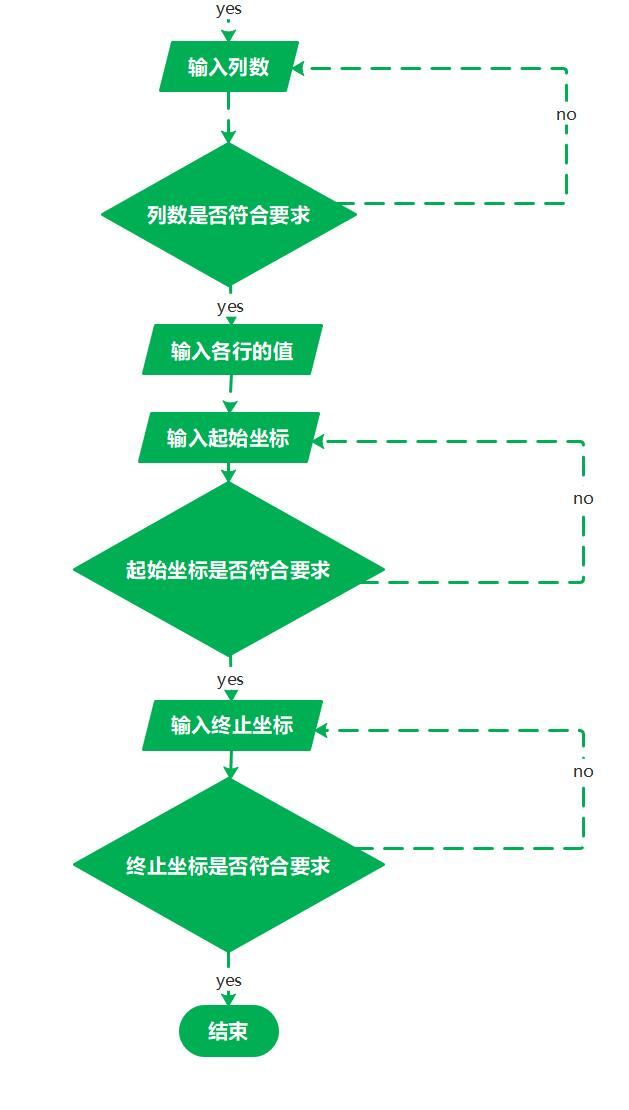 yes
输入列数
no
列数是否符合要求
yes
输入各行的值
输入起始坐标
no
起始坐标是否符合要求
yes
输入终止坐标
no
终止坐标是否符合要求
yes
结束